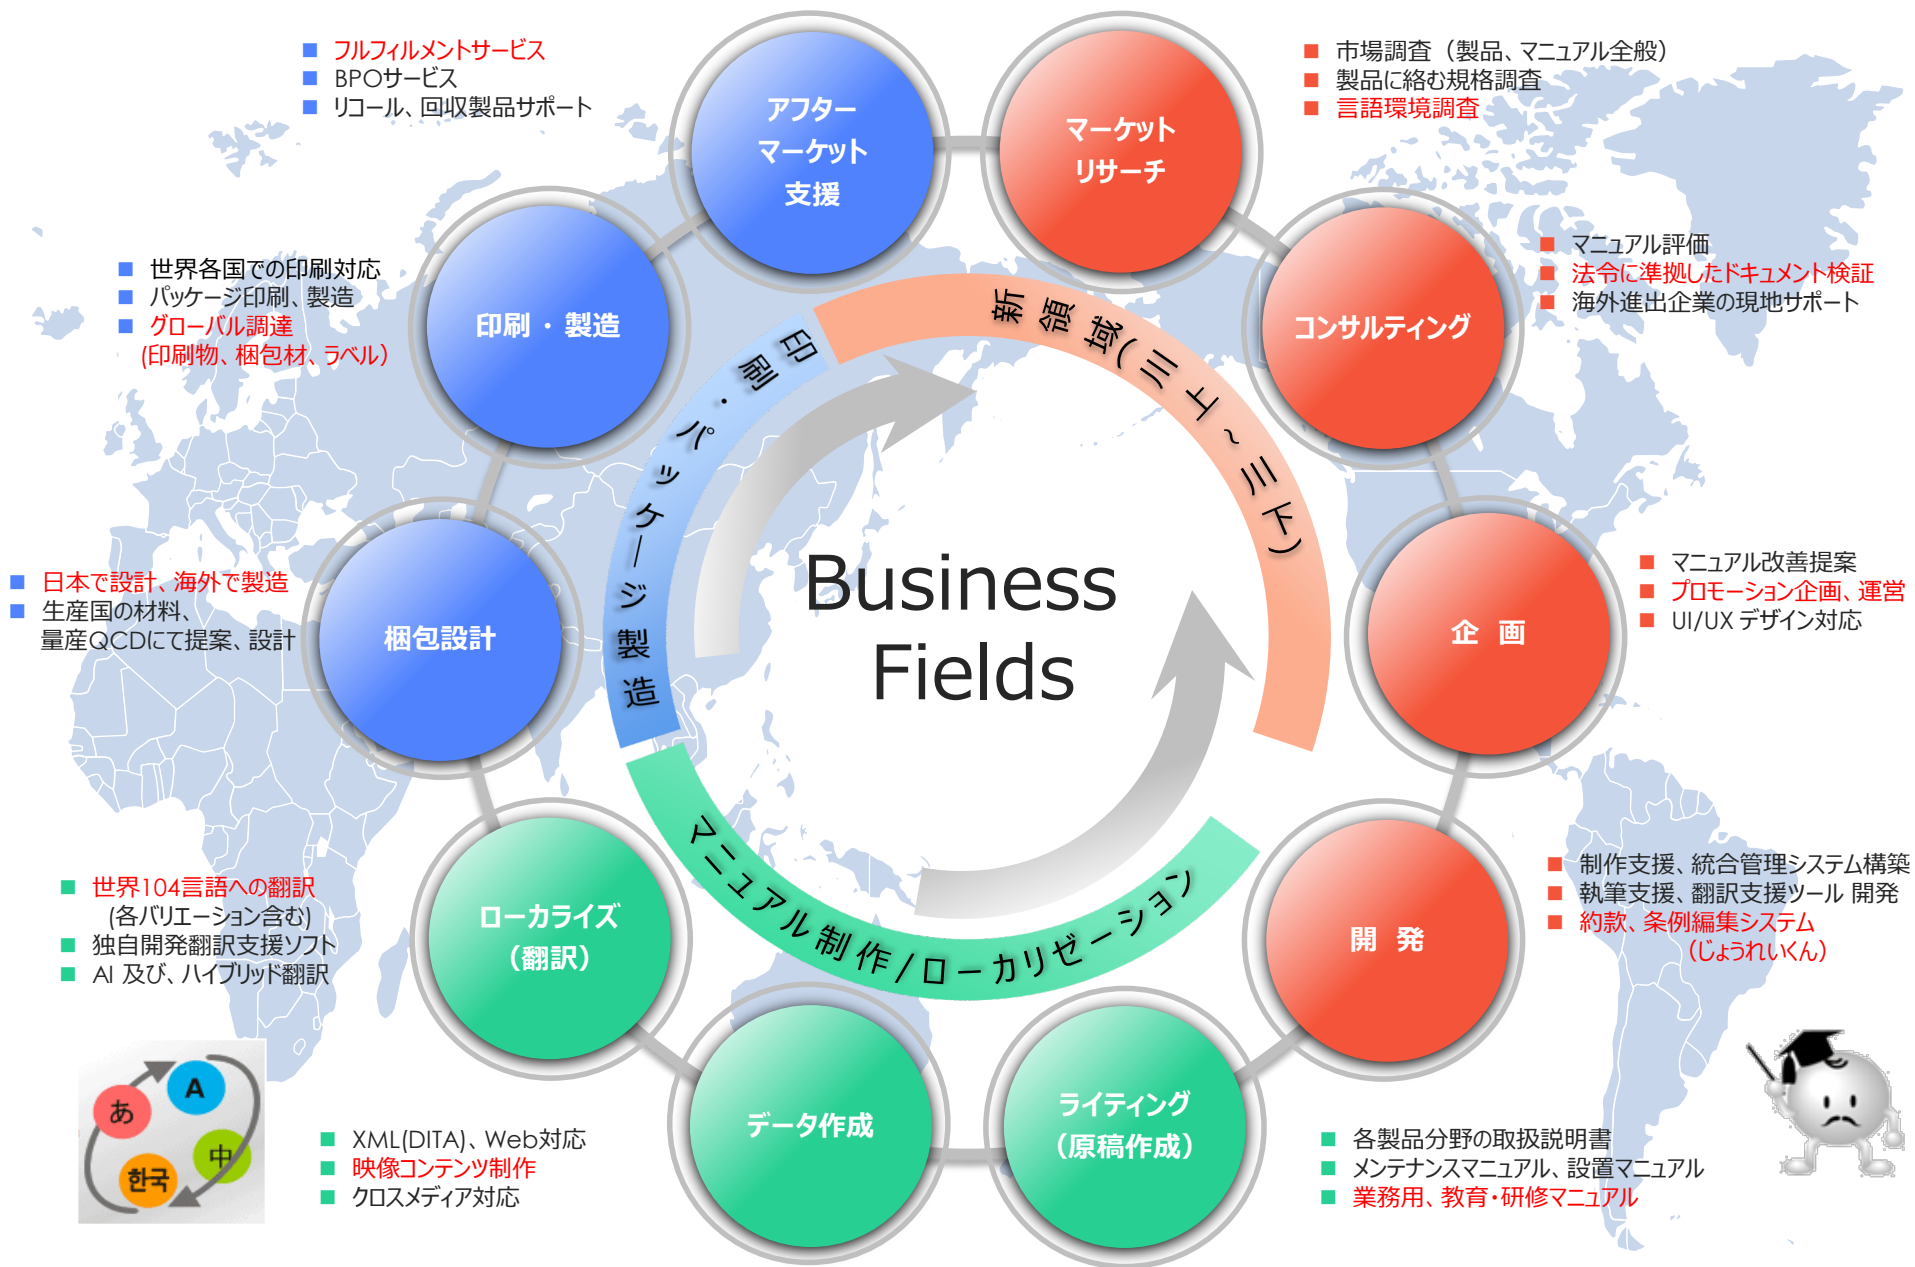 フルフィルメントサービス
BPOサービス
リコール、回収製品サポート
アフター
マーケット
支援
マーケット
リサーチ
市場調査（製品、マニュアル全般）
製品に絡む規格調査
言語環境調査
世界各国での印刷対応
パッケージ印刷、製造
グローバル調達
(印刷物、梱包材、ラベル）
印刷・製造
コンサルティング
マニュアル評価
法令に準拠したドキュメント検証
海外進出企業の現地サポート
印刷・パッケージ製造
新領域(川上～川下)
Business
Fields
日本で設計、海外で製造
生産国の材料、
量産QCDにて提案、設計
梱包設計
企 画
マニュアル改善提案
プロモーション企画、運営
UI/UX デザイン対応
マニュアル制作/ローカリゼーション
世界104言語への翻訳
(各バリエーション含む)
独自開発翻訳支援ソフト
AI 及び、ハイブリッド翻訳
ローカライズ
（翻訳）
開 発
制作支援、統合管理システム構築
執筆支援、翻訳支援ツール 開発
約款、条例編集システム
（じょうれいくん）
あ
A
中
한국
XML(DITA)、Web対応
映像コンテンツ制作
クロスメディア対応
データ作成
ライティング
（原稿作成）
各製品分野の取扱説明書
メンテナンスマニュアル、設置マニュアル
業務用、教育・研修マニュアル